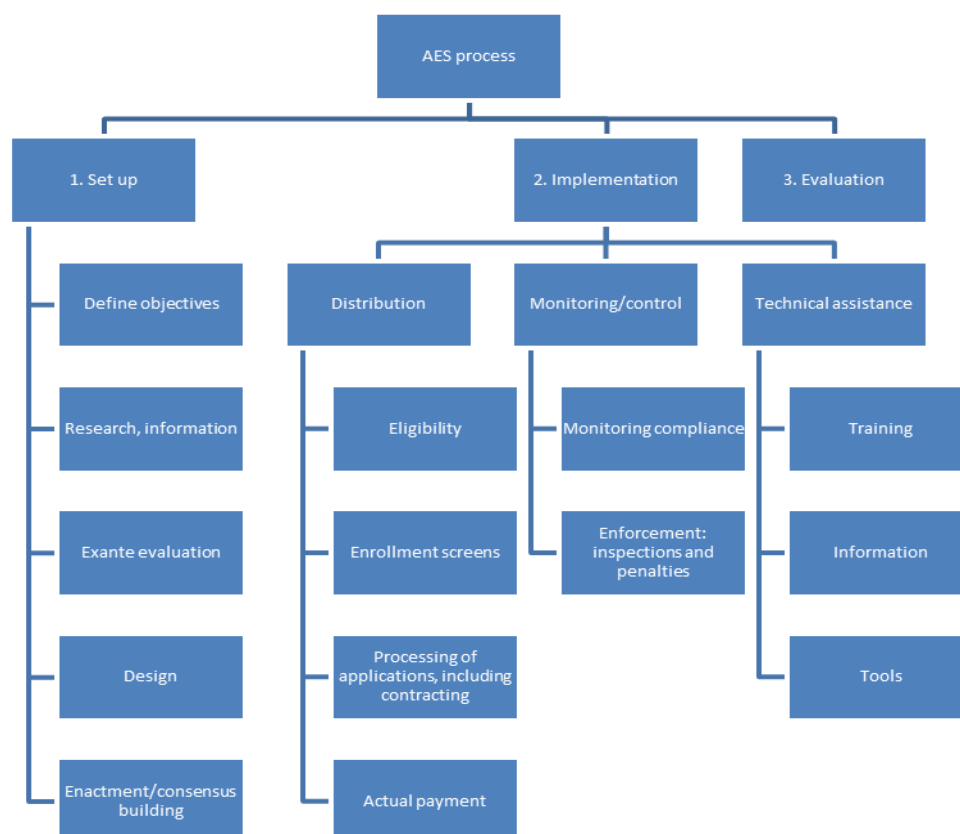 AES process
1. Set up
2. Implementation
3. Evaluation
Define objectives
Distribution
Monitoring/control
Technical assistance
Research, information
Eligibility
Monitoring compliance
Training
Exante evaluation
Enrollment screens
Enforcement:
inspections and
penalties
Information
Design
Processing of
applications, including
contracting
Tools
Enactment/consensus
building
Actual payment